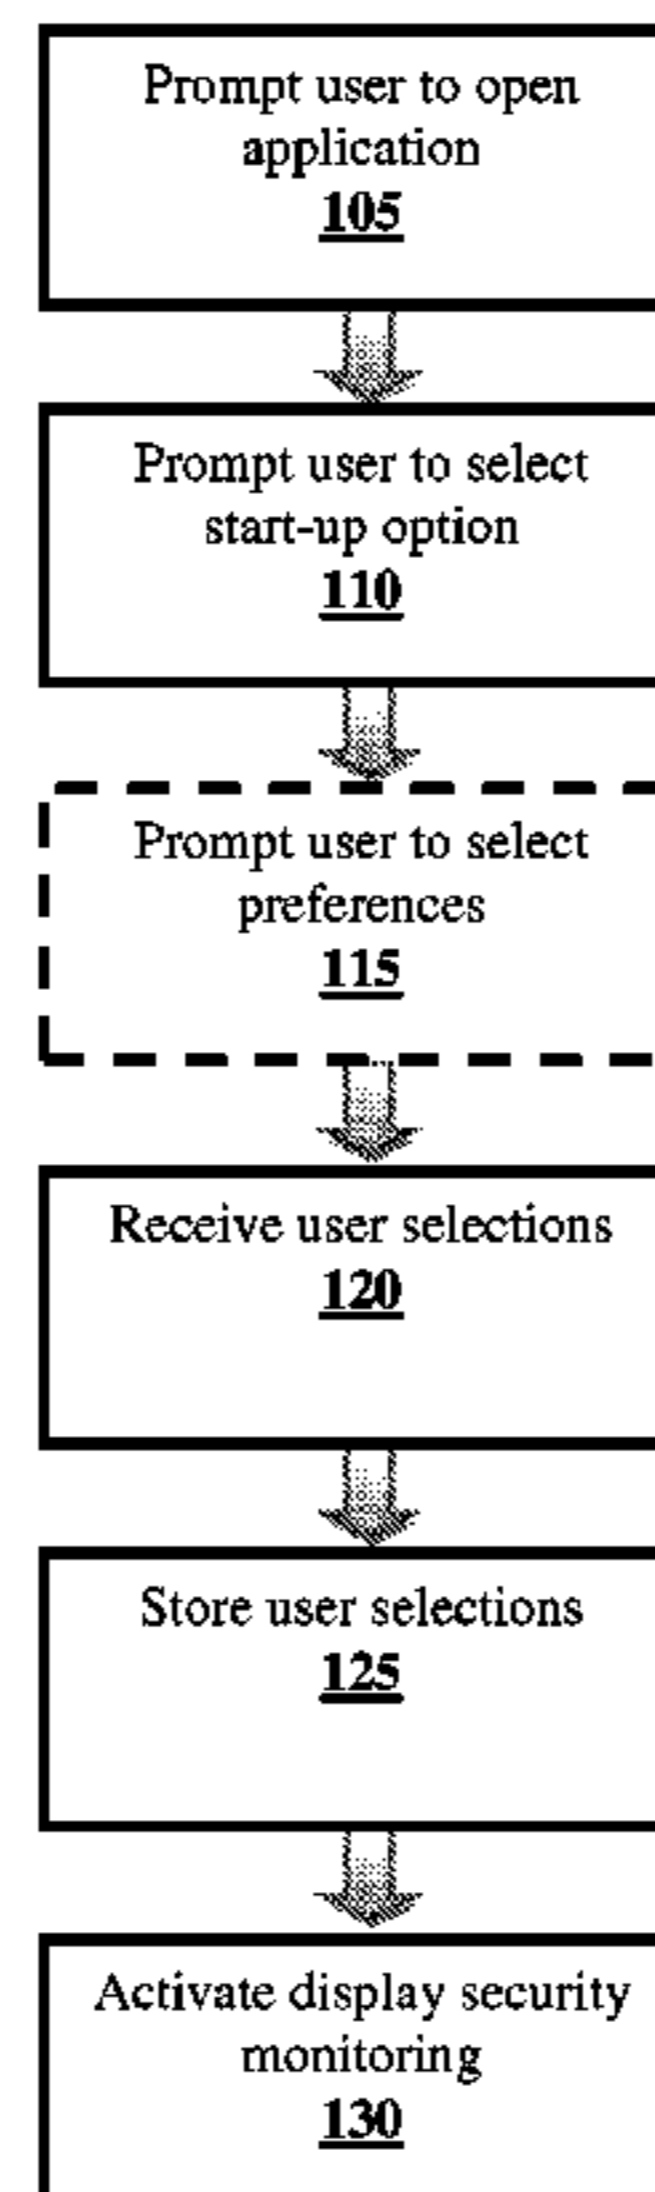 Prompt user to open
application
105
Prompt user to select
start-up option
110
Prompt user to select
preferences
115
Receive user selections
120
Store user selections
125
Activate display security
monitoring
130